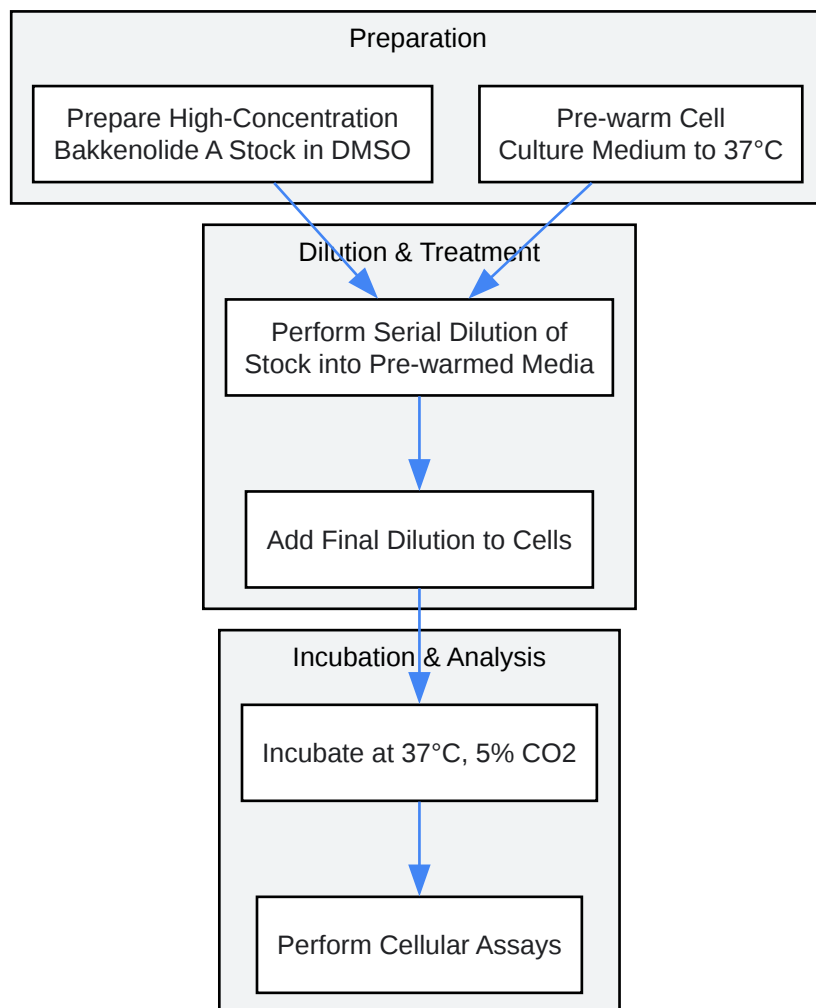 Preparation
Prepare High-Concentration
Bakkenolide A Stock in DMSO
Pre-warm Cell
Culture Medium to 37°C
Dilution & Treatment
Perform Serial Dilution of
Stock into Pre-warmed Media
Add Final Dilution to Cells
Incubation & Analysis
Incubate at 37°C, 5% CO2
Perform Cellular Assays